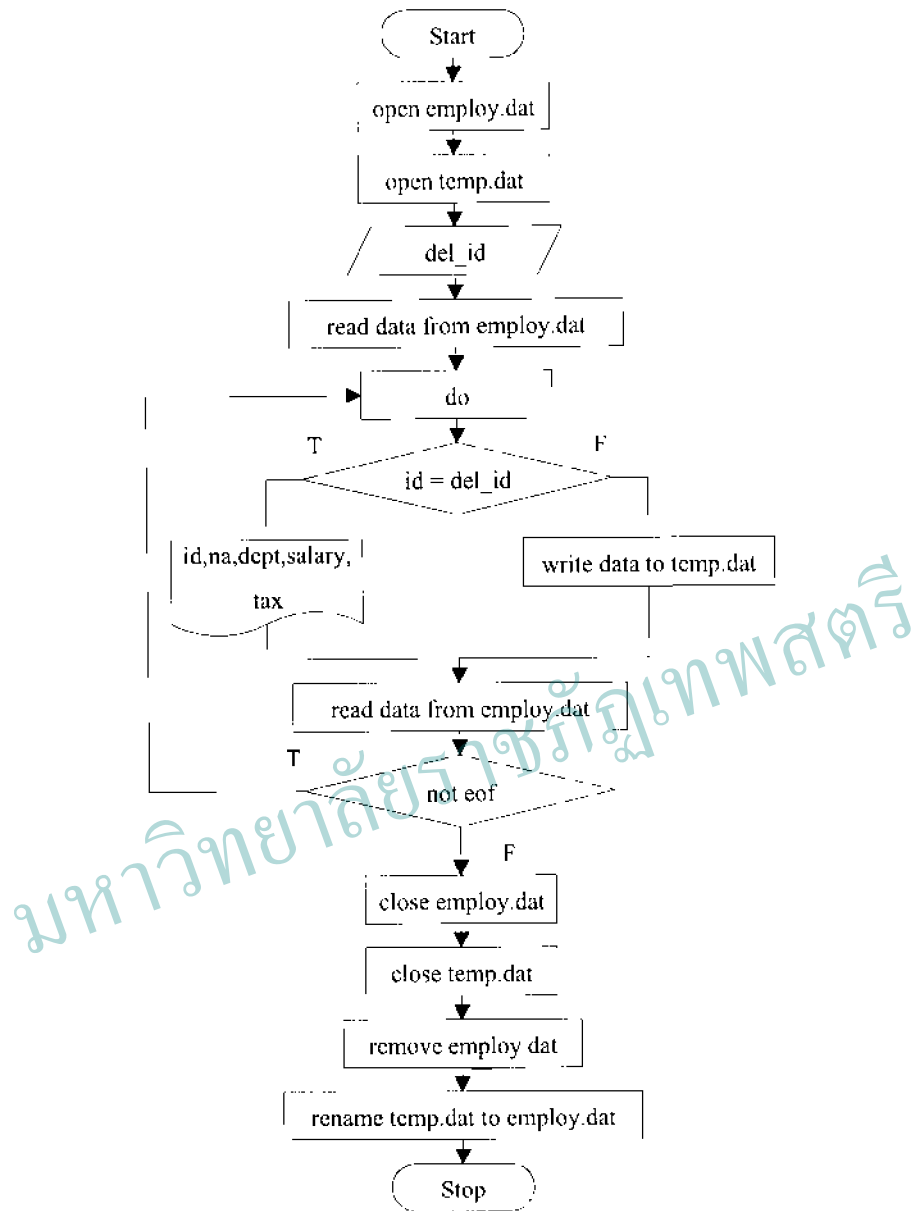 Start
open employ.dat
open temp.dat
del_id
read data from employ.dat
do
T
F
id = del_id
id,na,dept,salary,
tax
write data to temp.dat
read data from employ.dat
T
not eof
F
close employ.dat
close temp.dat
remove employ dat
rename temp.dat to employ.dat
Stop
มหาวิทยาลัยราชภัฏเทพสตรี